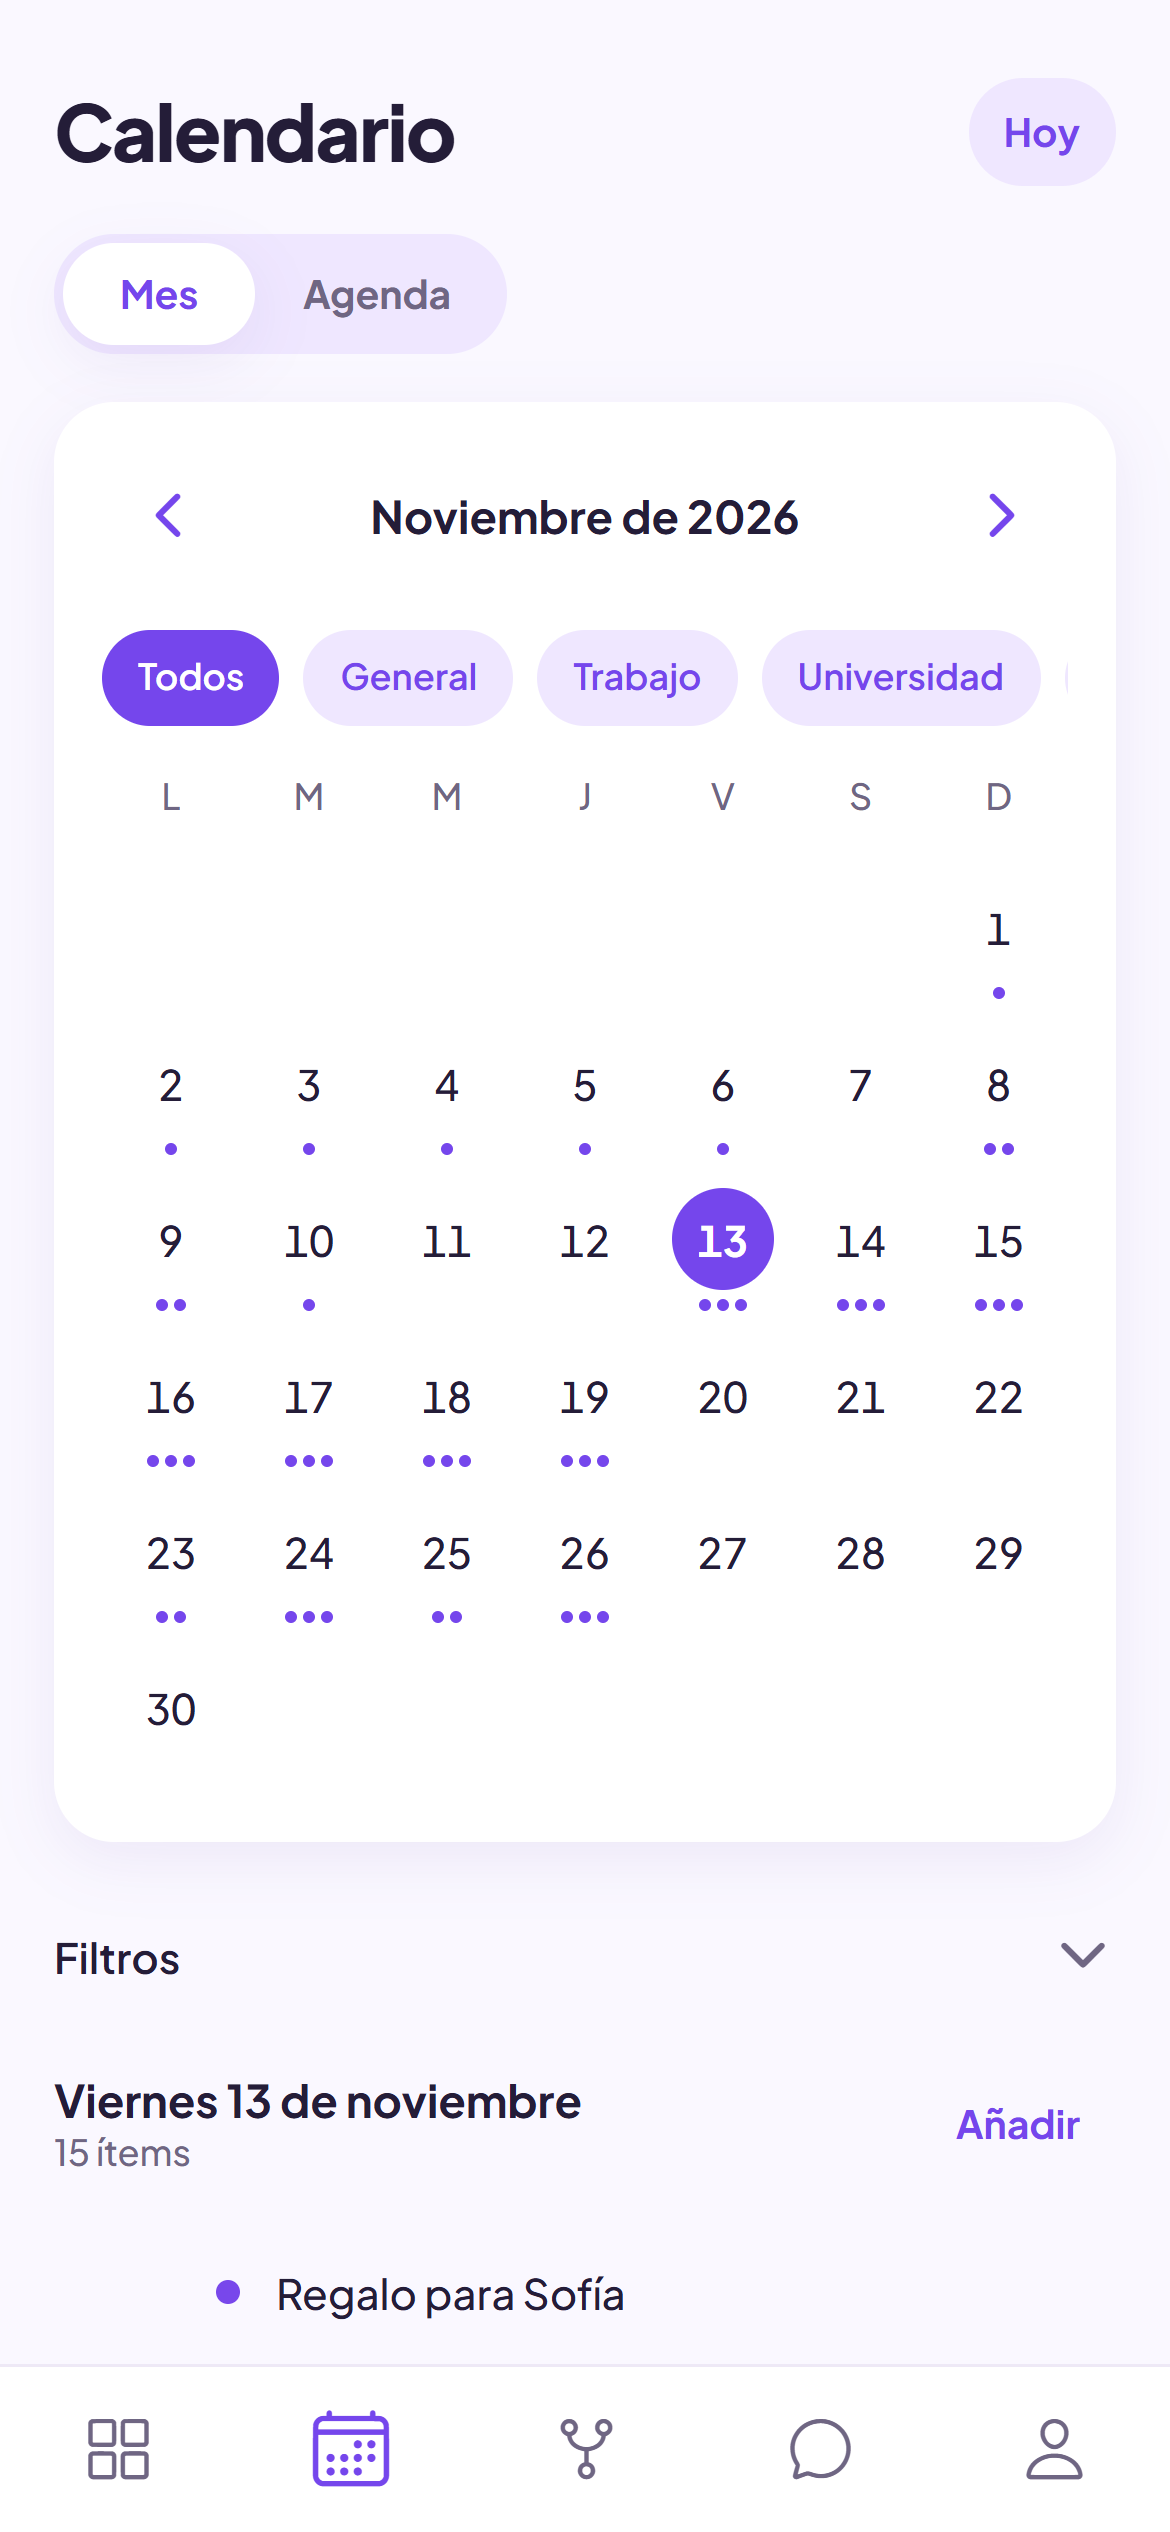 Calendario
Hoy
Mes Agenda
Noviembre de 2026
Todos General Trabajo Universidad
L M M J V S D
1
2 3 4 5 6 7 8
9 10 11 12 13 14 15
16 17 18 19 20 21 22
23 24 25 26 27 28 29
30
Filtros
Viernes 13 de noviembre
15 ítems
Añadir
Regalo para Sofía